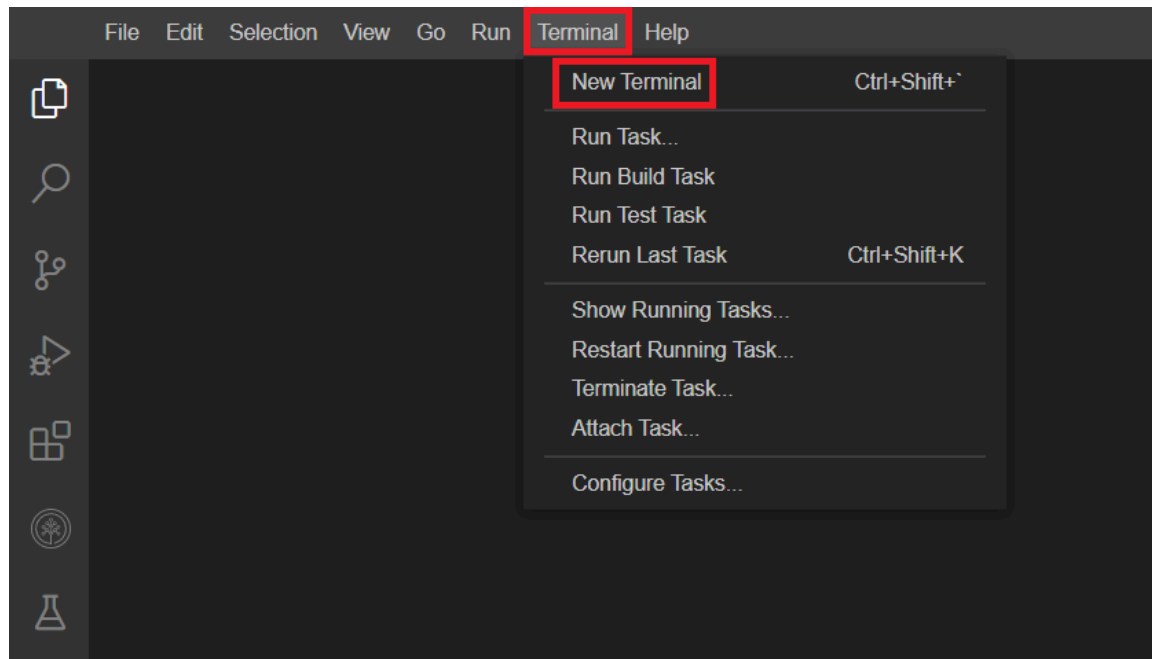 File Edit Selection View Go Run Terminal Help
New Terminal Ctrl+Shift+`
Run Task...
Run Build Task
Run Test Task
Rerun Last Task Ctrl+Shift+K
Show Running Tasks...
Restart Running Task...
Terminate Task...
Attach Task...
Configure Tasks...